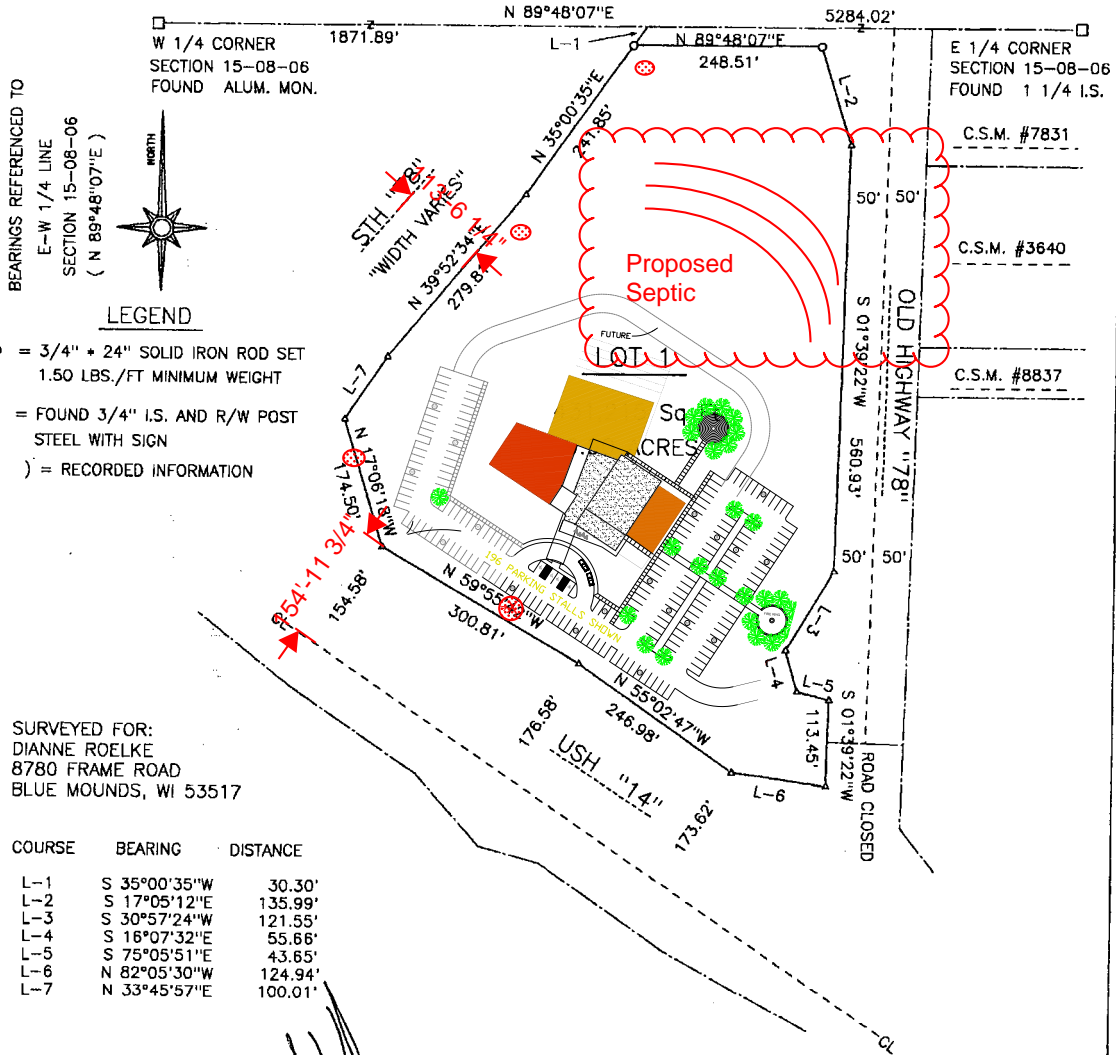 N 89°48'07"E
5284.02'
1871.89'
L-1
N 89°48'07"E
248.51'
W 1/4 CORNER
SECTION 15-08-06
FOUND ALUM. MON.
E 1/4 CORNER
SECTION 15-08-06
FOUND 1 1/4 I.S.
L-2
BEARINGS REFERENCED TO
E-W 1/4 LINE
SECTION 15-08-06
( N 89°48'07"E )
NORTH
N 35°00'35"E
241.85'
C.S.M. #7831
STH
"WIDTH VARIES"
6 1/4"
50'
50'
C.S.M. #3640
N 39°52'34"E
Proposed
Septic
LEGEND
= 3/4" * 24" SOLID IRON ROD SET
1.50 LBS./FT MINIMUM WEIGHT
= FOUND 3/4" I.S. AND R/W POST
STEEL WITH SIGN
) = RECORDED INFORMATION
FUTURE
LOT 1
Sq
ACRES
OLD HIGHWAY "78"
S 01°39'22"W
560.93'
C.S.M. #8837
L-7
N 17°06'18"W
174.50'
54'-11 3/4"
154.58'
196 PARKING STALLS SHOWN
N 59°55'
300.81'
50'
50'
L-3
L-4
L-5
N 55°02'47"W
246.98'
176.58'
USH "14"
173.62'
113.45'
S 01°39'22"W
ROAD CLOSED
L-6
SURVEYED FOR:
DIANNE ROELKE
8780 FRAME ROAD
BLUE MOUNDS, WI 53517
COURSE BEARING DISTANCE
L-1 S 35°00'35"W 30.30'
L-2 S 17°05'12"E 135.99'
L-3 S 30°57'24"W 121.55'
L-4 S 16°07'32"E 55.66'
L-5 S 75°05'51"E 43.65'
L-6 N 82°05'30"W 124.94'
L-7 N 33°45'57"E 100.01'
CL